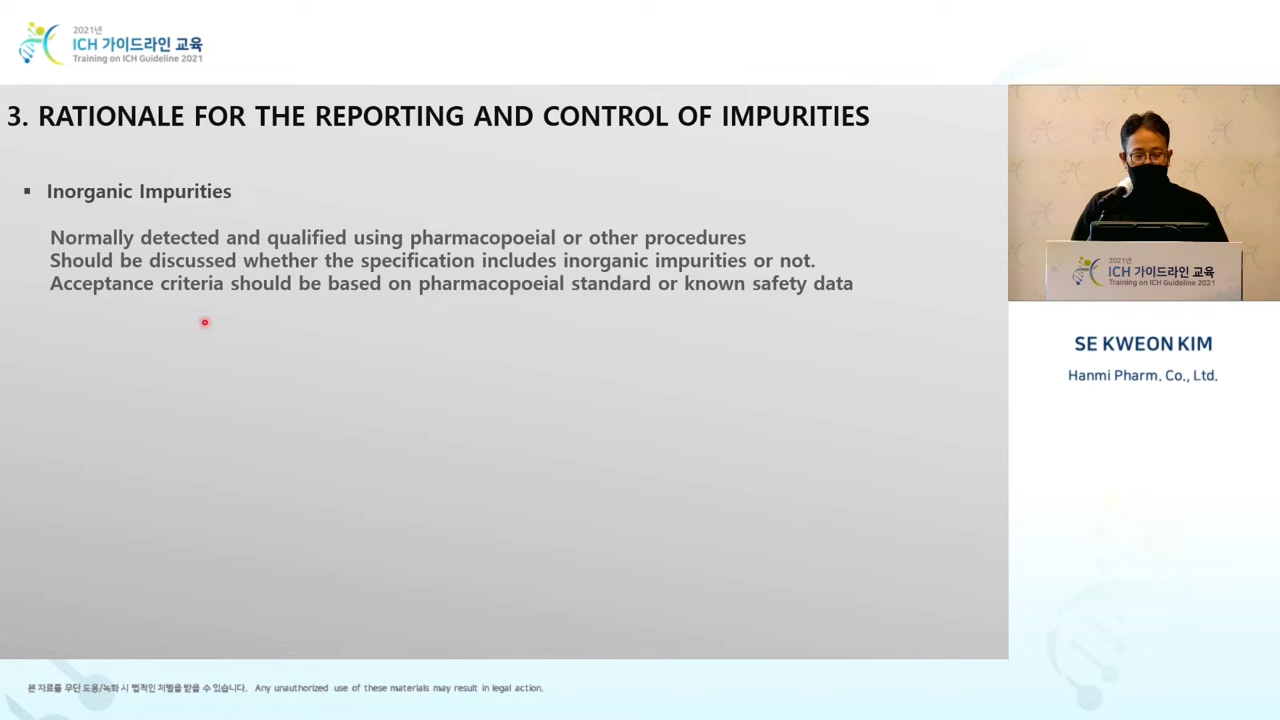 2021년
ICH 가이드라인 교육
Training on ICH Guideline 2021
3. RATIONALE FOR THE REPORTING AND CONTROL OF IMPURITIES
▪ Inorganic Impurities
Normally detected and qualified using pharmacopoeial or other procedures
Should be discussed whether the specification includes inorganic impurities or not.
Acceptance criteria should be based on pharmacopoeial standard or known safety data
2021년
ICH 가이드라인 교육
Training on ICH Guideline 2021
SE KWEON KIM
Hanmi Pharm. Co., Ltd.
본 자료를 무단 도용/녹화 시 법적인 처벌을 받을 수 있습니다. Any unauthorized use of these materials may result in legal action.